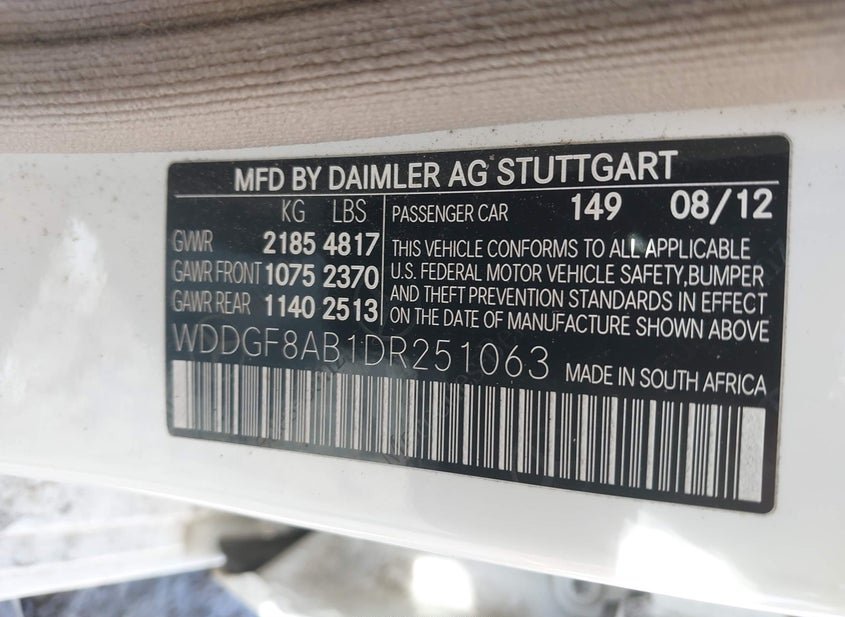 MFD BY DAIMLER AG STUTTGART
KG LBS
GVWR 2185 4817
GAWR FRONT 1075 2370
GAWR REAR 1140 2513
PASSENGER CAR 149 08/12
THIS VEHICLE CONFORMS TO ALL APPLICABLE
U.S. FEDERAL MOTOR VEHICLE SAFETY,BUMPER
AND THEFT PREVENTION STANDARDS IN EFFECT
ON THE DATE OF MANUFACTURE SHOWN ABOVE
WDDGF8AB1DR251063
MADE IN SOUTH AFRICA